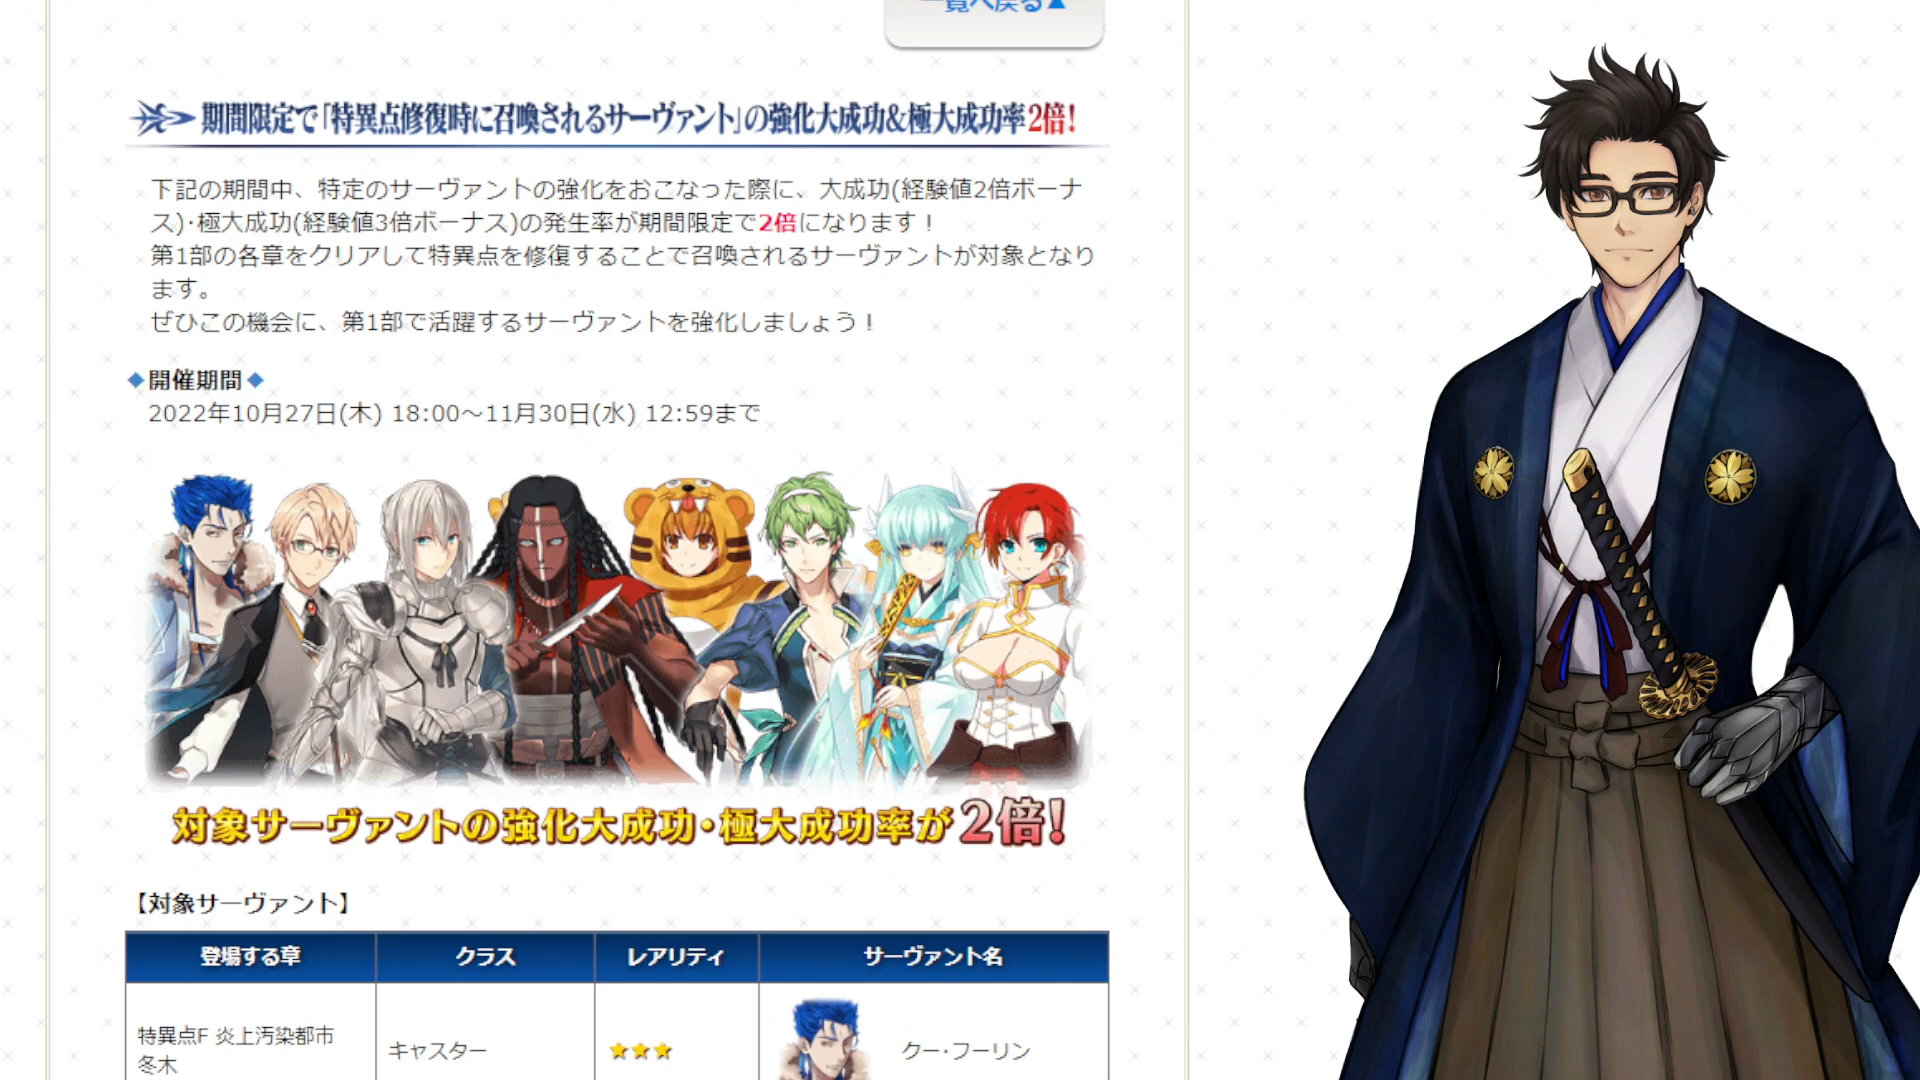 一覧へ戻る▲
期間限定で「特異点修復時に召喚されるサーヴァント」の強化大成功&極大成功率2倍!
下記の期間中、特定のサーヴァントの強化をおこなった際に、大成功(経験値2倍ボーナ
ス)・極大成功(経験値3倍ボーナス)の発生率が期間限定で2倍になります！
第1部の各章をクリアして特異点を修復することで召喚されるサーヴァントが対象となり
ます。
ぜひこの機会に、第1部で活躍するサーヴァントを強化しましょう！
◆開催期間◆
2022年10月27日(木) 18:00～11月30日(水) 12:59まで
対象サーヴァントの強化大成功・極大成功率が2倍!
【対象サーヴァント】
登場する章 クラス レアリティ サーヴァント名
特異点F 炎上汚染都市
冬木
キャスター ★★★ クー・フーリン